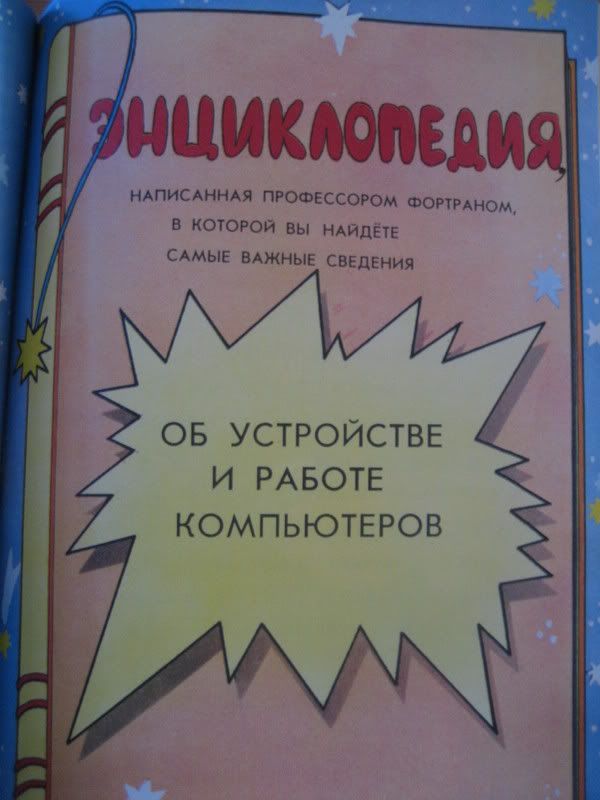 ЭНЦИКЛОПЕДИЯ,
НАПИСАННАЯ ПРОФЕССОРОМ ФОРТРАНОМ,
В КОТОРОЙ ВЫ НАЙДЁТЕ
САМЫЕ ВАЖНЫЕ СВЕДЕНИЯ
ОБ УСТРОЙСТВЕ
И РАБОТЕ
КОМПЬЮТЕРОВ